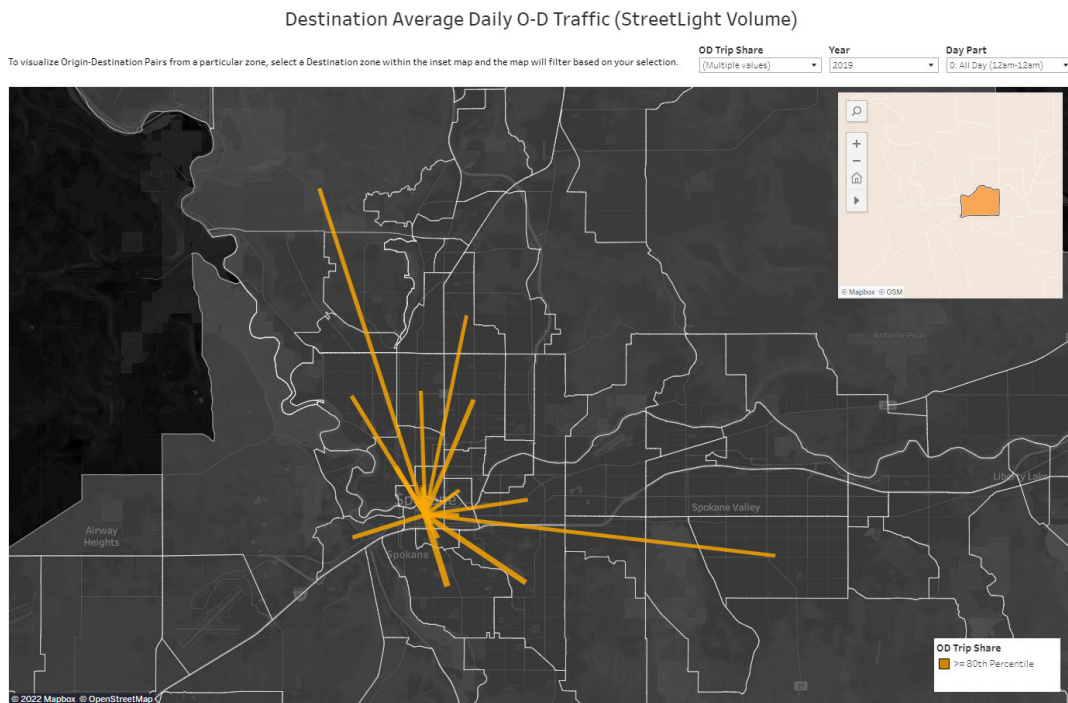 Destination Average Daily O-D Traffic (StreetLight Volume)
To visualize Origin-Destination Pairs from a particular zone, select a Destination zone within the inset map and the map will filter based on your selection.
OD Trip Share
(Multiple values)
Year
2019
Day Part
0: All Day (12am-12am)
© Mapbox © OSM
Antoine Peak
Liberty Lake
Spokane Valley
Spokane
Airway
Heights
Spokane
OD Trip Share
>= 80th Percentile
© 2022 Mapbox © OpenStreetMap